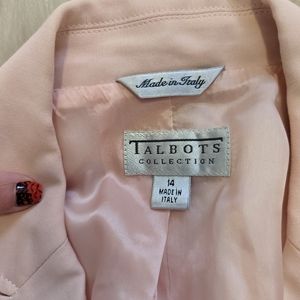 Made in Italy
TALBOTS
COLLECTION
14
MADE IN
ITALY